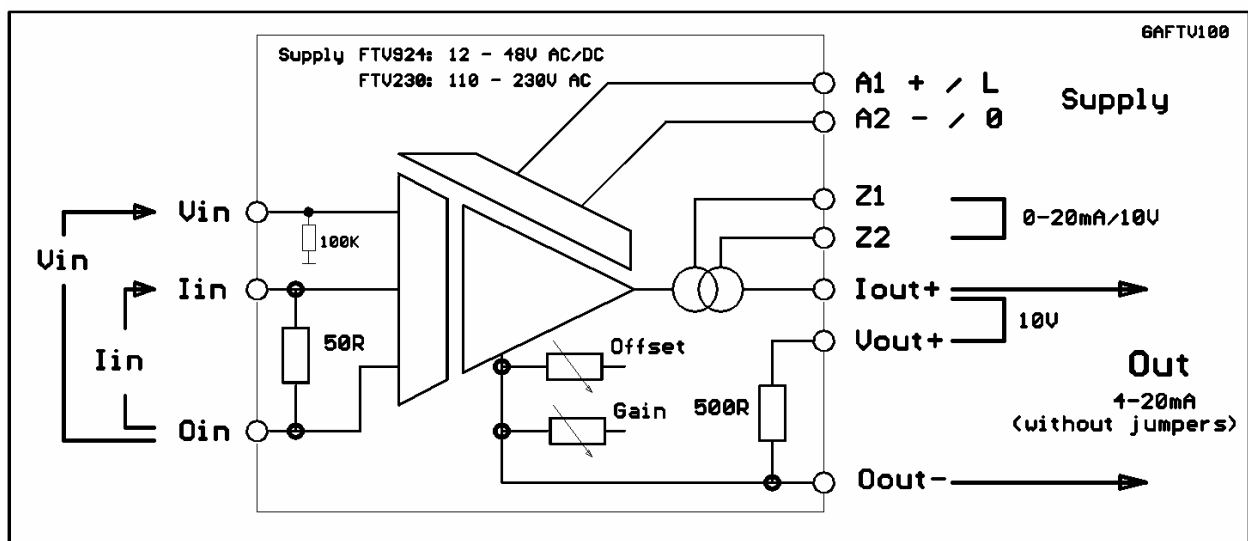 GAFTV100
Supply FTV924: 12 - 48V AC/DC
FTV230: 110 - 230V AC
A1 + / L
A2 - / 0
Supply
Z1
Z2
0-20mA/10V
Vin
100K
Vin
Iin
50R
Iin
0in
Iout+
Vout+
10V
Offset
Gain
500R
Out
4-20mA
(without jumpers)
0out-